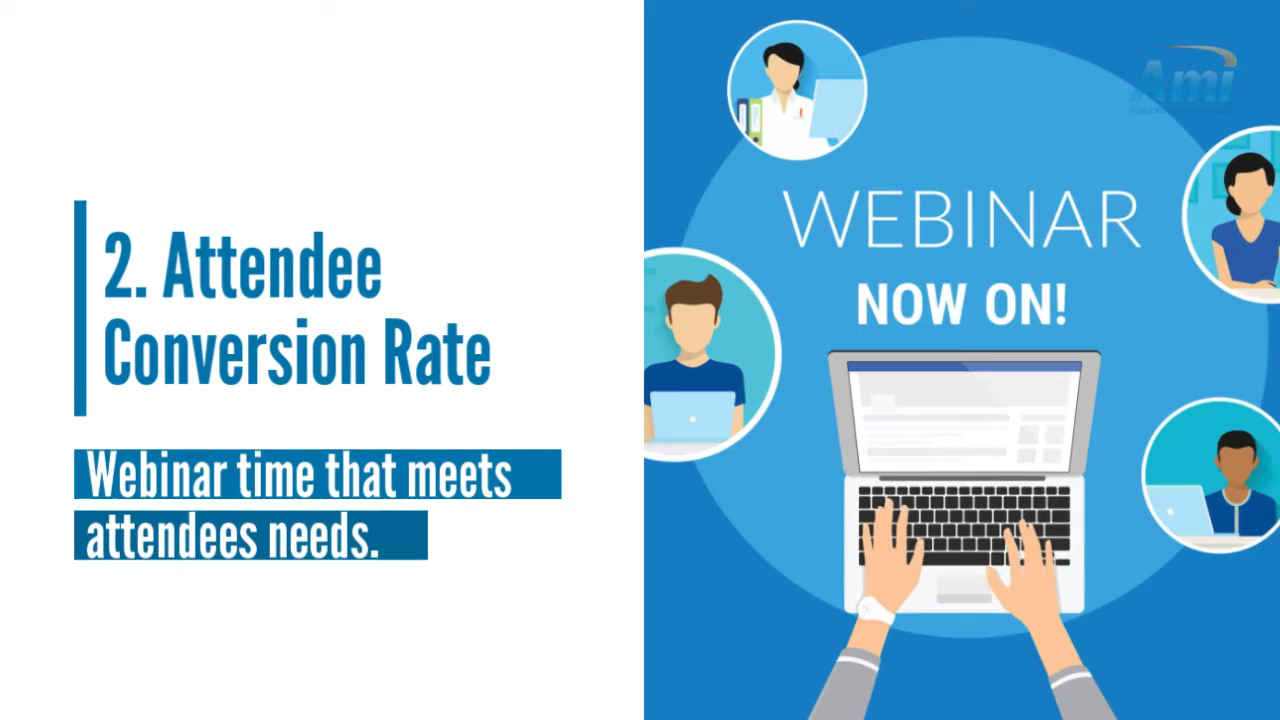 2. Attendee
Conversion Rate
Webinar time that meets
attendees needs.
Ami
WEBINAR
NOW ON!